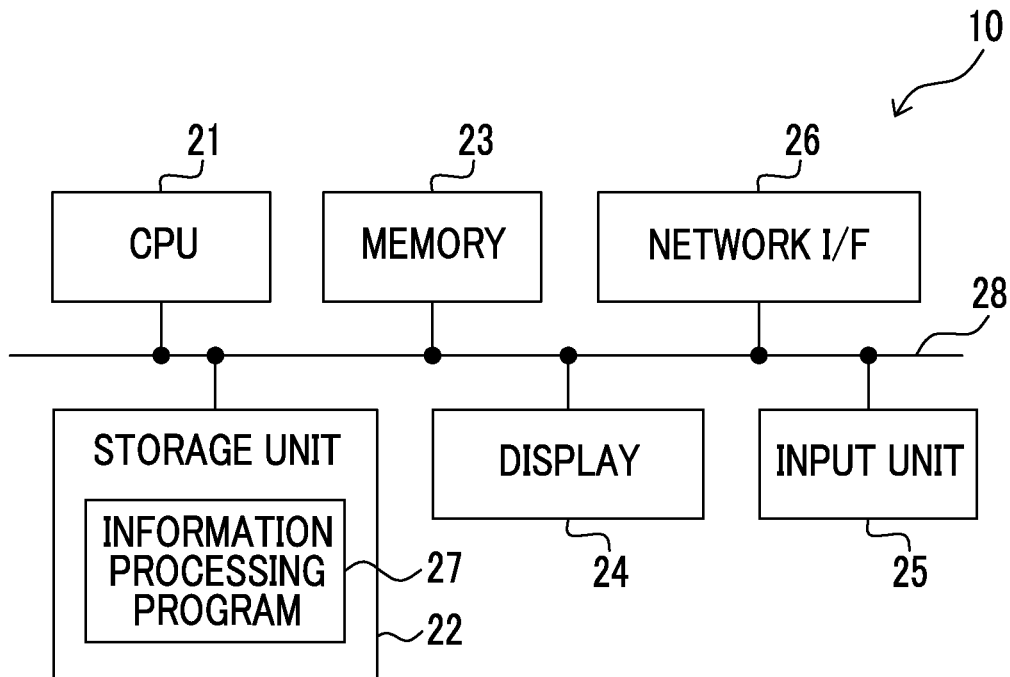 10
21
23
26
CPU
MEMORY
NETWORK I/F
28
STORAGE UNIT
DISPLAY
INPUT UNIT
INFORMATION
PROCESSING
PROGRAM
27
24
25
22